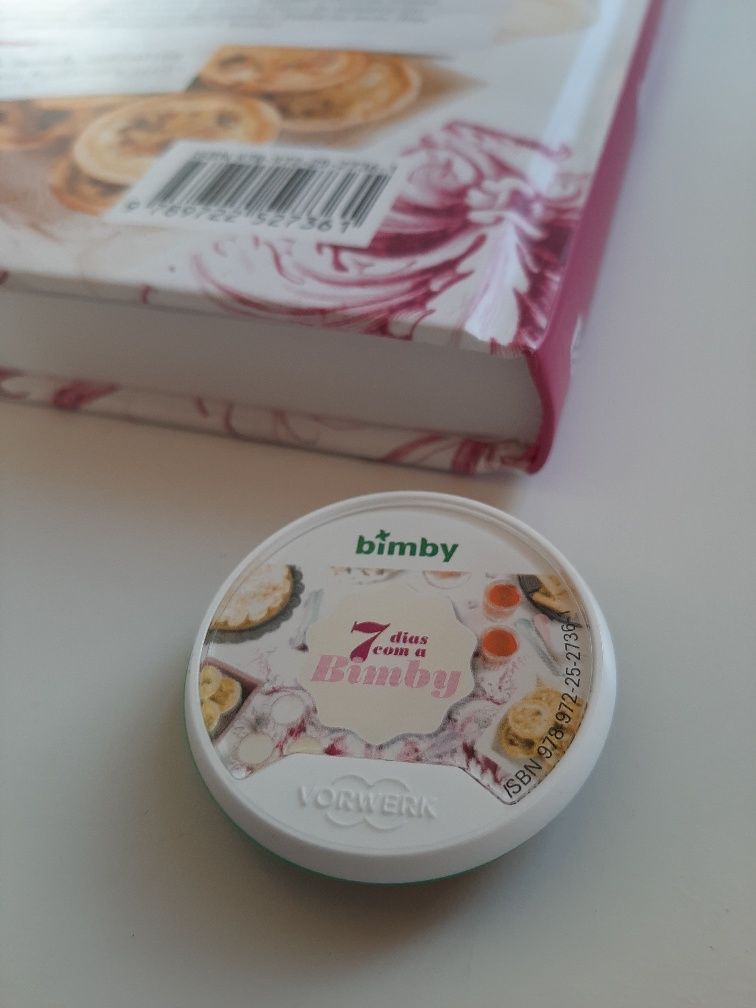 9 789722 527361
bimby
7 dias
com a
Bimby
ISBN 978-972-25-2736-1
VORWERK